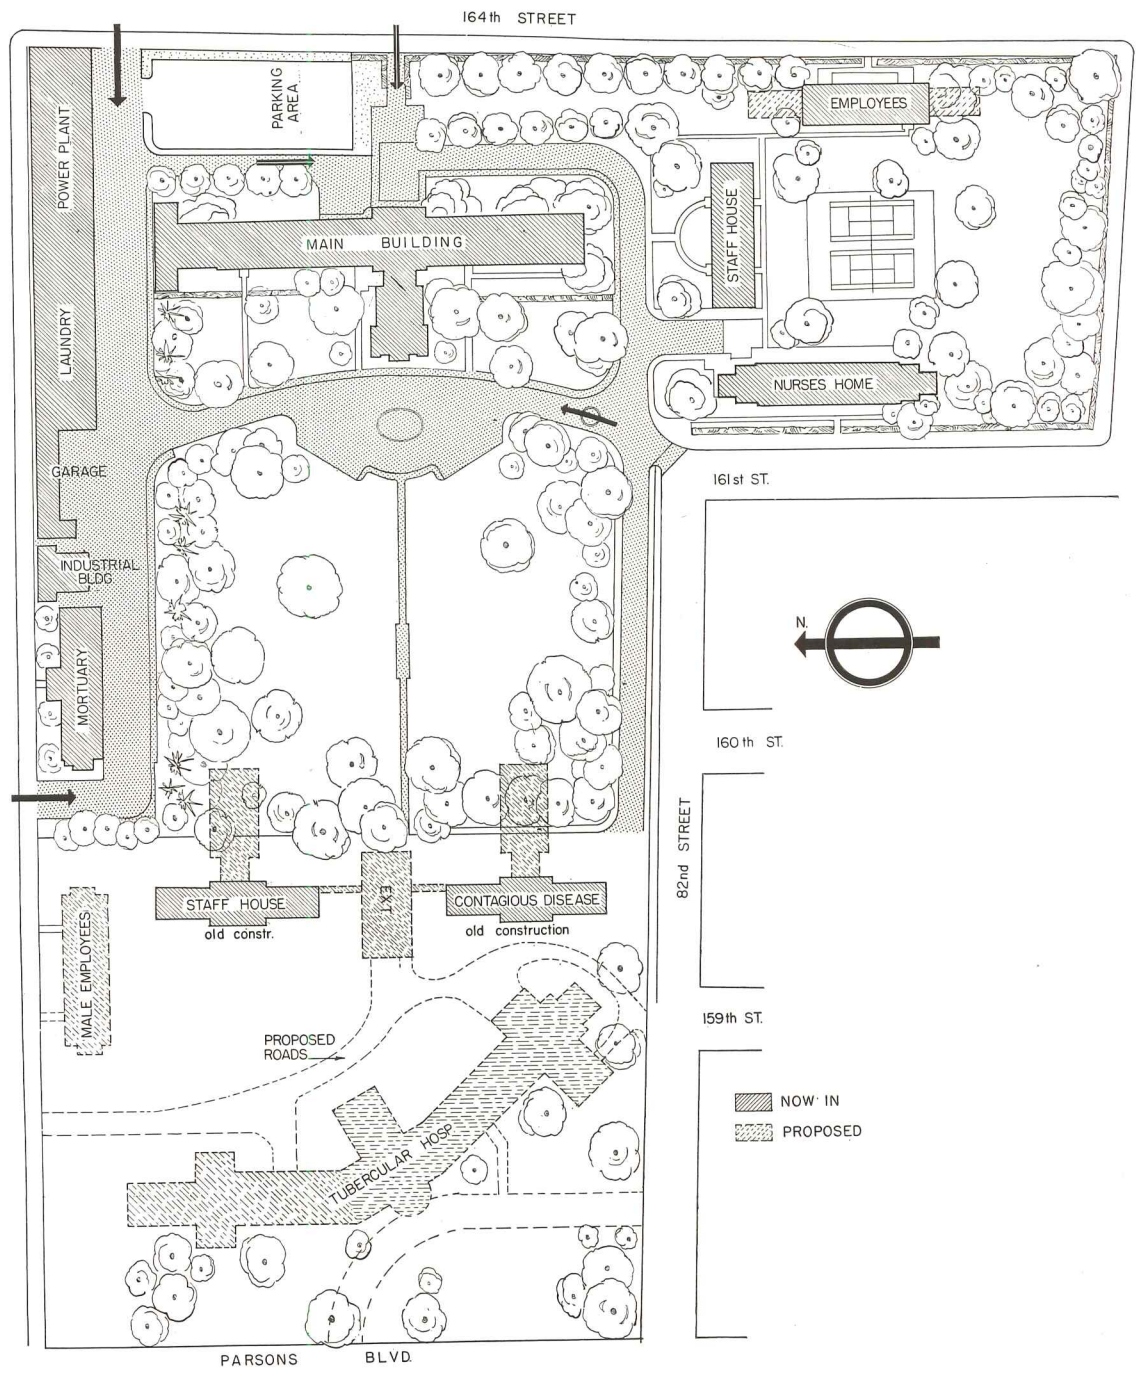 164th STREET
PARKING
AREA
EMPLOYEES
POWER PLANT
STAFF HOUSE
MAIN BUILDING
LAUNDRY
NURSES HOME
GARAGE
161st ST.
INDUSTRIAL
BLDG
N.
MORTUARY
160th ST.
82nd STREET
STAFF HOUSE
old constr.
EXT
CONTAGIOUS DISEASE
old construction
MALE EMPLOYEES
159th ST.
PROPOSED
ROADS
NOW IN
PROPOSED
TUBERCULAR HOSP
PARSONS BLVD.